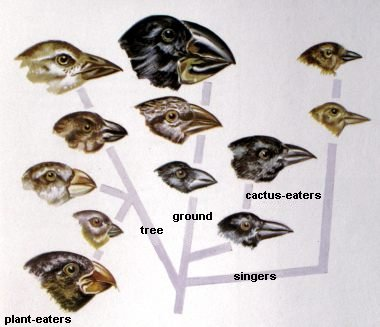 cactus-eaters
ground
tree
singers
plant-eaters